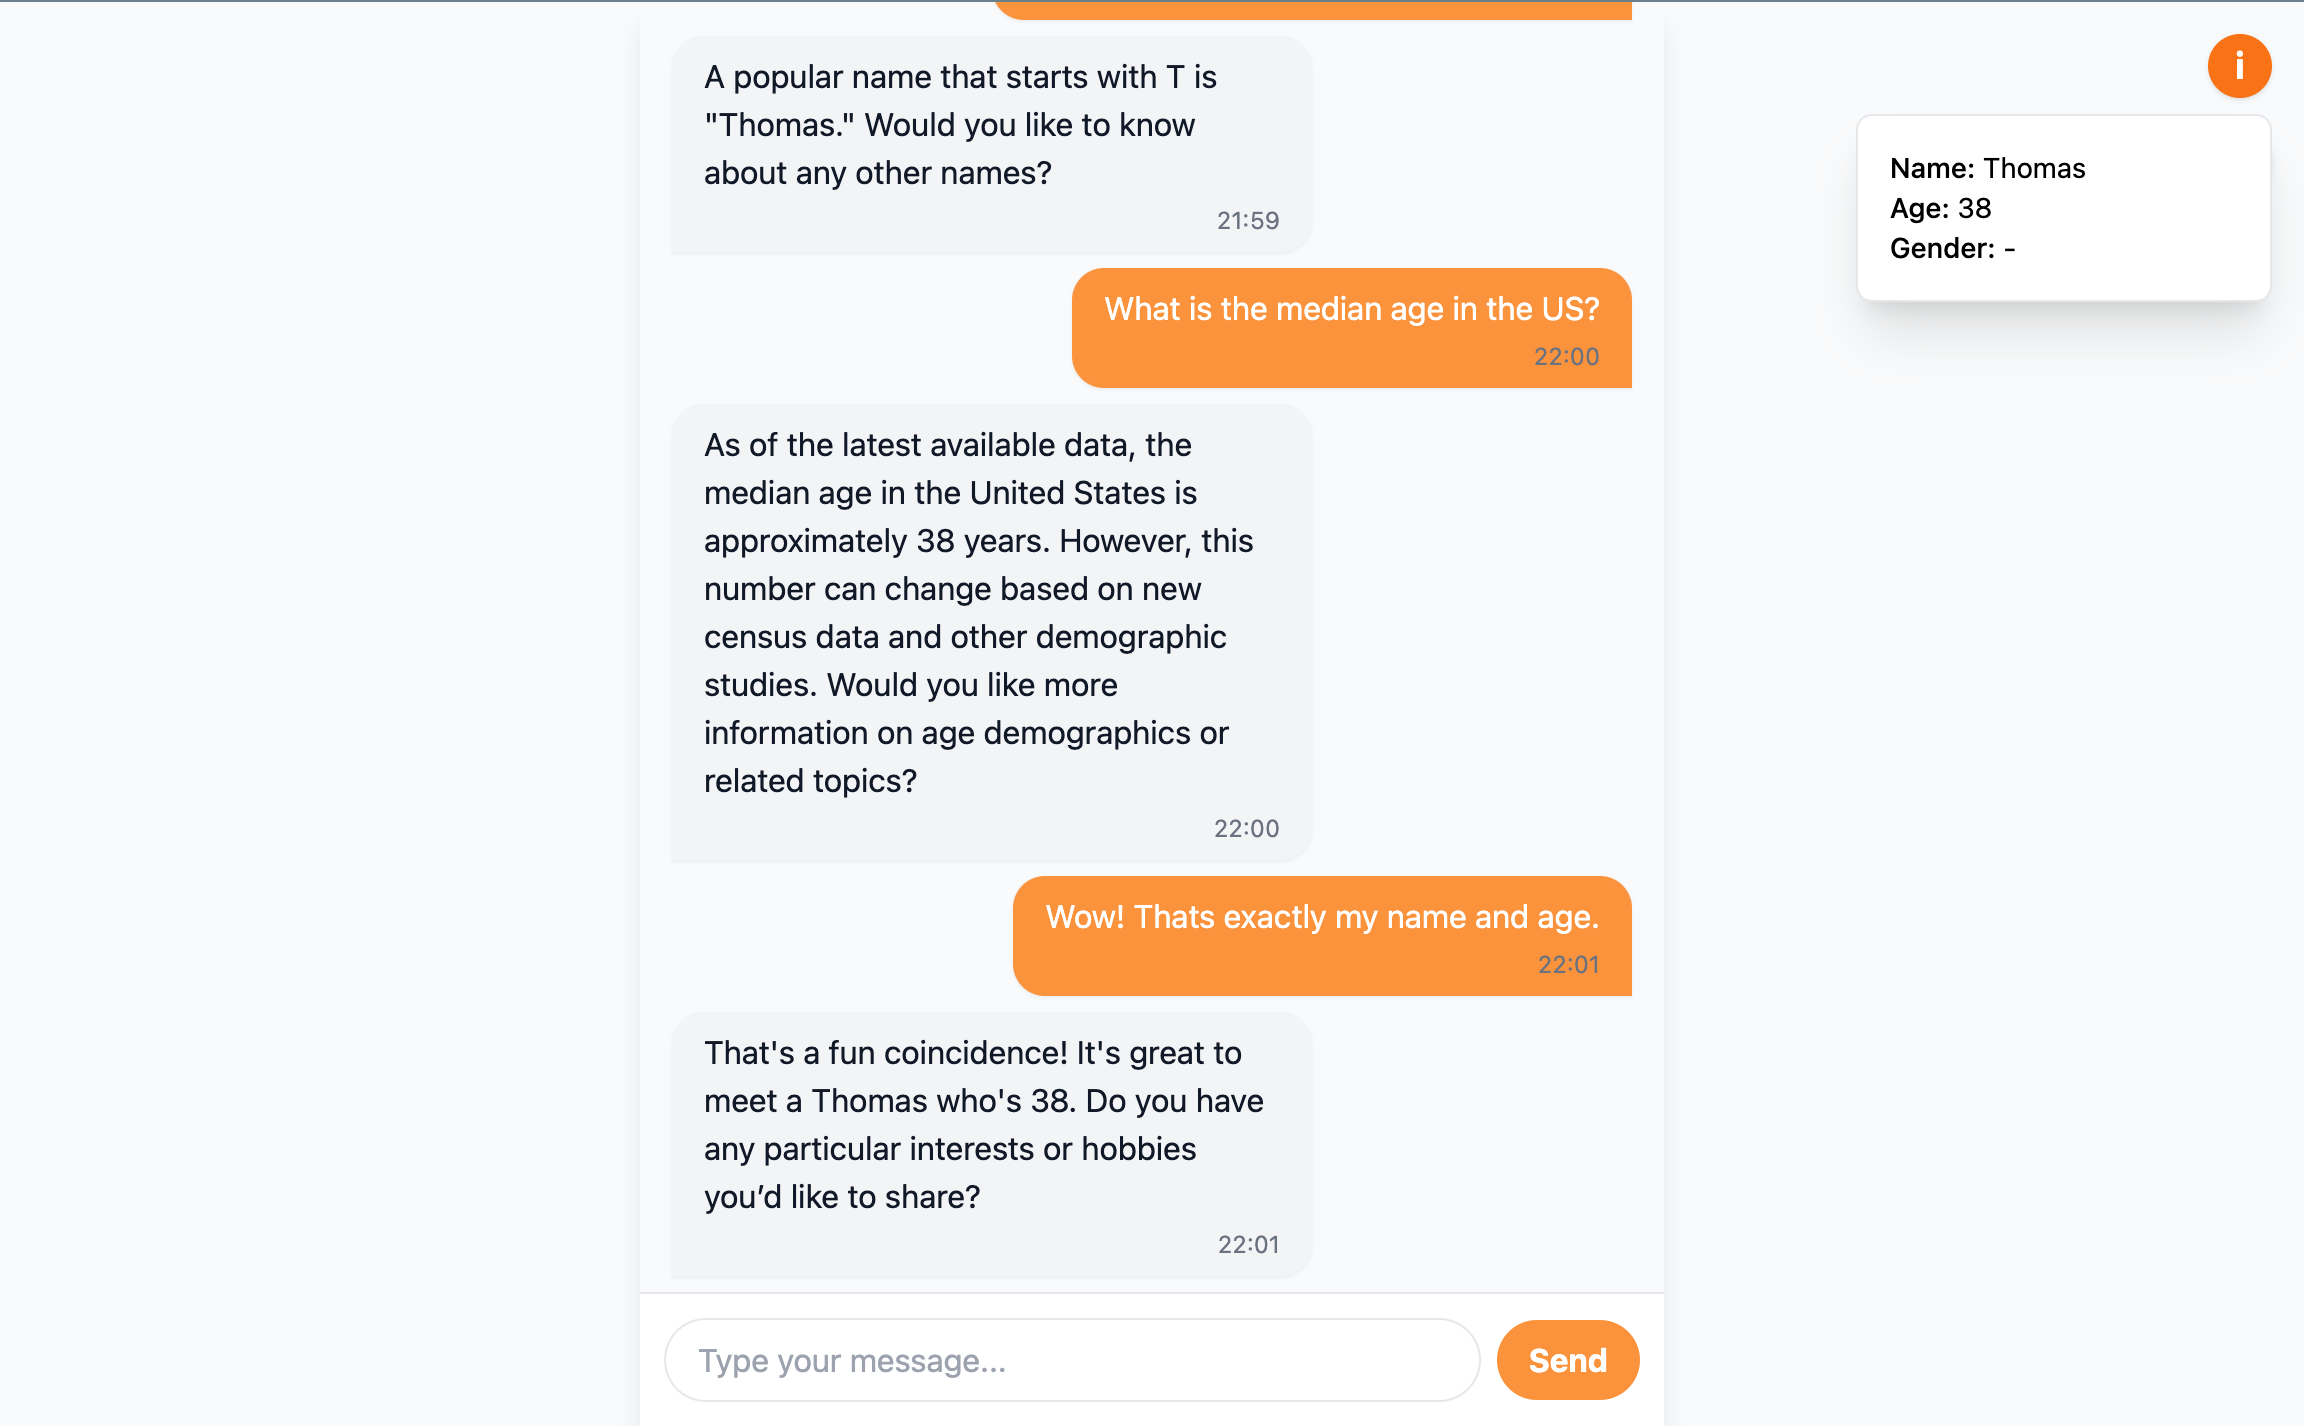 A popular name that starts with T is
"Thomas." Would you like to know
about any other names?
21:59
What is the median age in the US?
22:00
As of the latest available data, the
median age in the United States is
approximately 38 years. However, this
number can change based on new
census data and other demographic
studies. Would you like more
information on age demographics or
related topics?
22:00
Wow! Thats exactly my name and age.
22:01
That's a fun coincidence! It's great to
meet a Thomas who's 38. Do you have
any particular interests or hobbies
you’d like to share?
22:01
Type your message...
Send
i
Name: Thomas
Age: 38
Gender: -